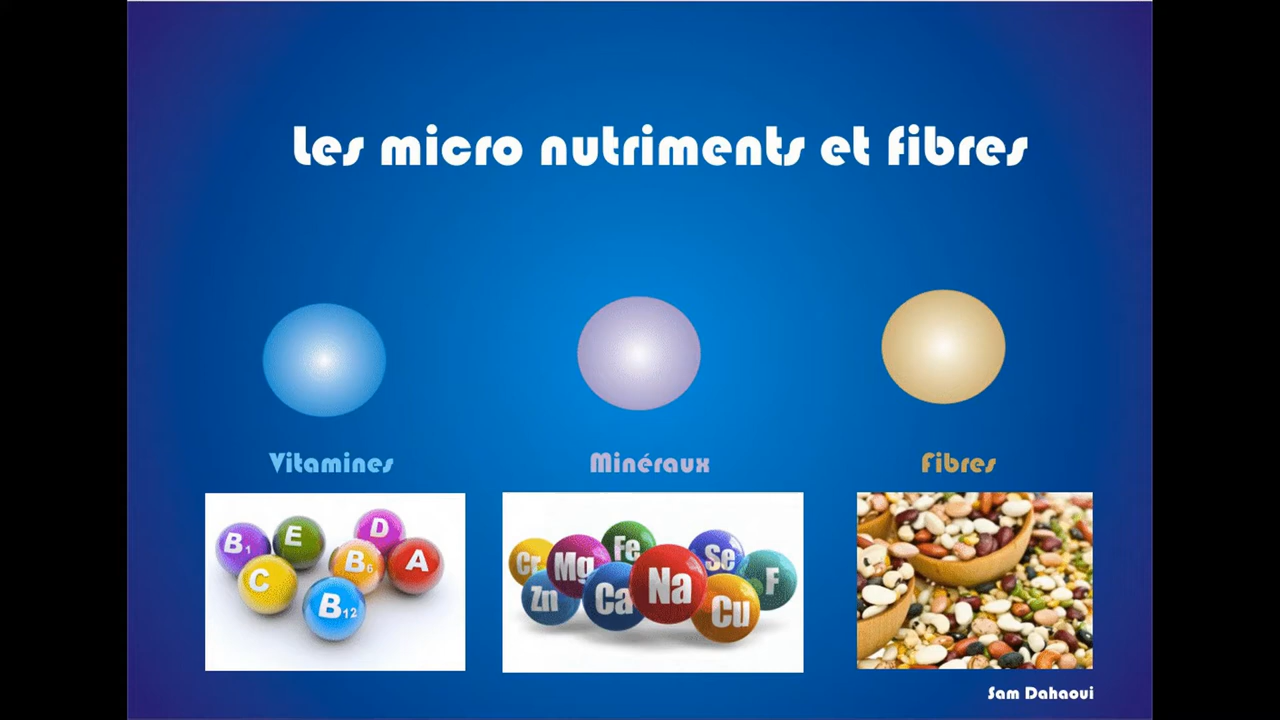 Les micro nutriments et fibres
Vitamines
Minéraux
Fibres
B1 E D C B6 A B12
Cr Mg Fe Se F Zn Ca Na Cu
Sam Dahaoui